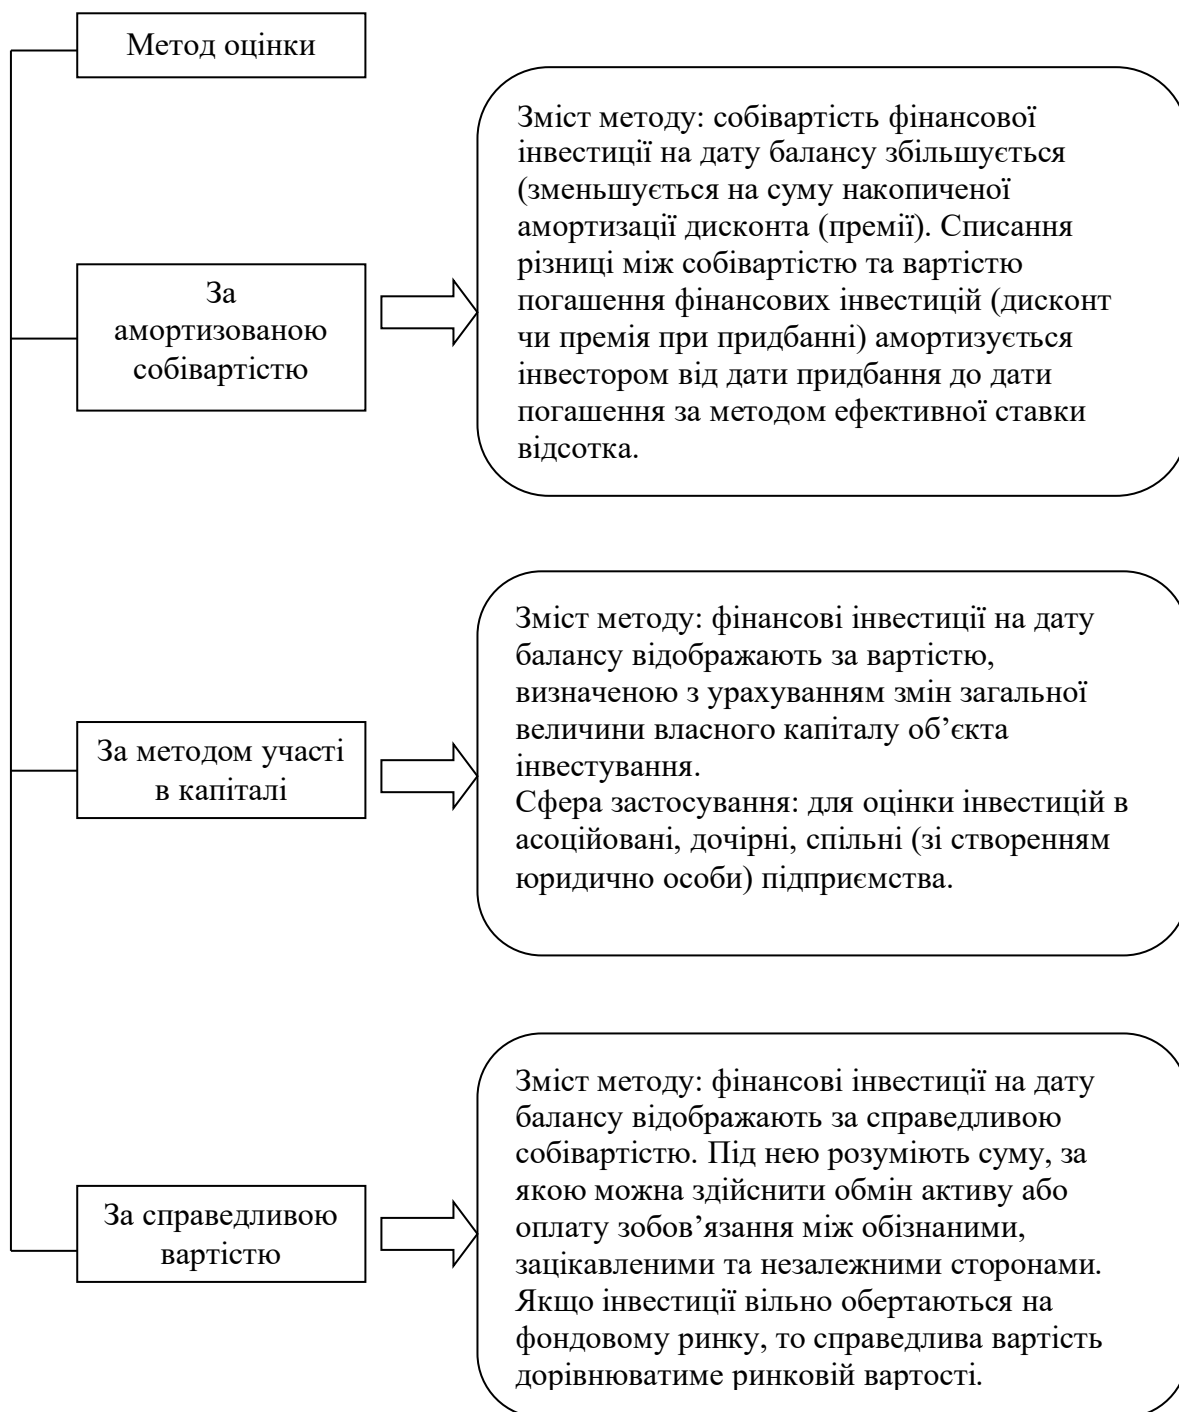 Метод оцінки
За
амортизованою
собівартістю
Зміст методу: собівартість фінансової
інвестиції на дату балансу збільшується
(зменьшується на суму накопиченої
амортизації дисконта (премії). Списання
різниці між собівартістю та вартістю
погашення фінансових інвестицій (дисконт
чи премія при придбанні) амортизується
інвестором від дати придбання до дати
погашення за методом ефективної ставки
відсотка.
За методом участі
в капіталі
Зміст методу: фінансові інвестиції на дату
балансу відображають за вартістю,
визначеною з урахуванням змін загальної
величини власного капіталу об’єкта
інвестування.
Сфера застосування: для оцінки інвестицій в
асоційовані, дочірні, спільні (зі створенням
юридично особи) підприємства.
За справедливою
вартістю
Зміст методу: фінансові інвестиції на дату
балансу відображають за справедливою
собівартістю. Під нею розуміють суму, за
якою можна здійснити обмін активу або
оплату зобов’язання між обізнаними,
зацікавленими та незалежними сторонами.
Якщо інвестиції вільно обертаються на
фондовому ринку, то справедлива вартість
дорівнюватиме ринковій вартості.